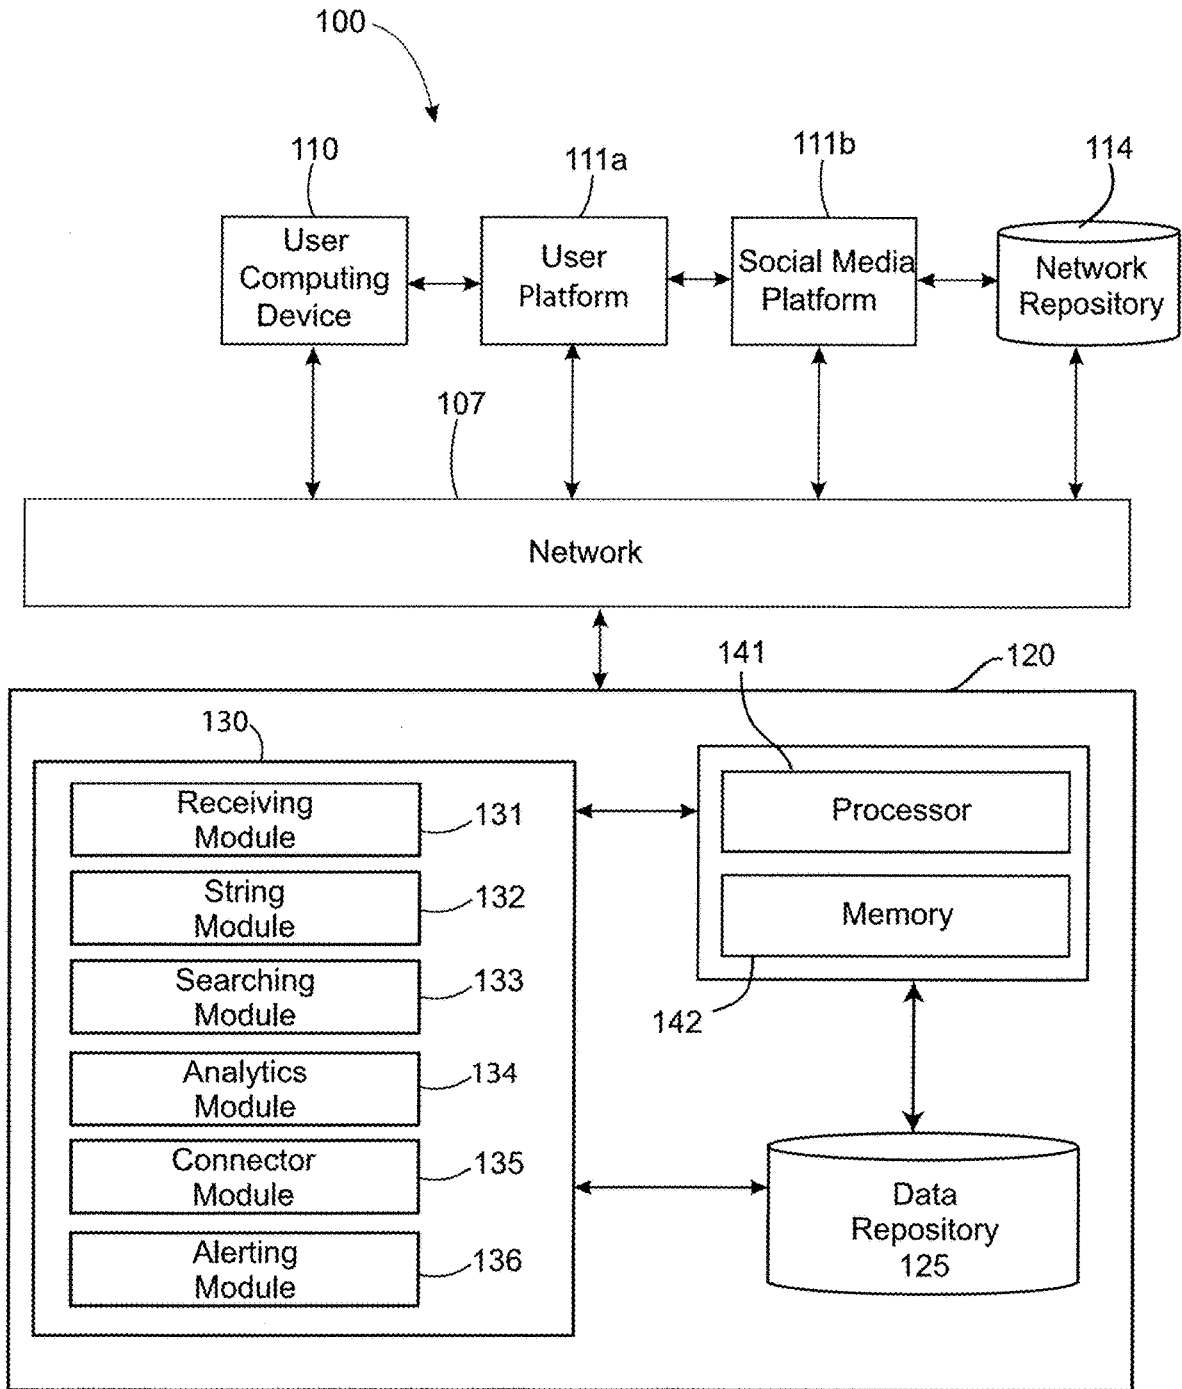 100
110
111a
111b
114
User
Computing
Device
User
Platform
Social Media
Platform
Network
Repository
107
Network
120
130
141
Receiving
Module
131
Processor
String
Module
132
Memory
Searching
Module
133
142
Analytics
Module
134
Connector
Module
135
Data
Repository
125
Alerting
Module
136